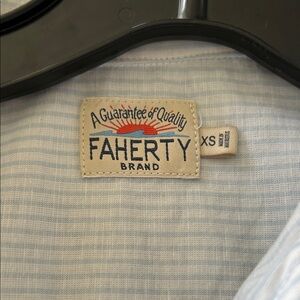 A Guarantee of Quality
FAHERTY
BRAND
XS